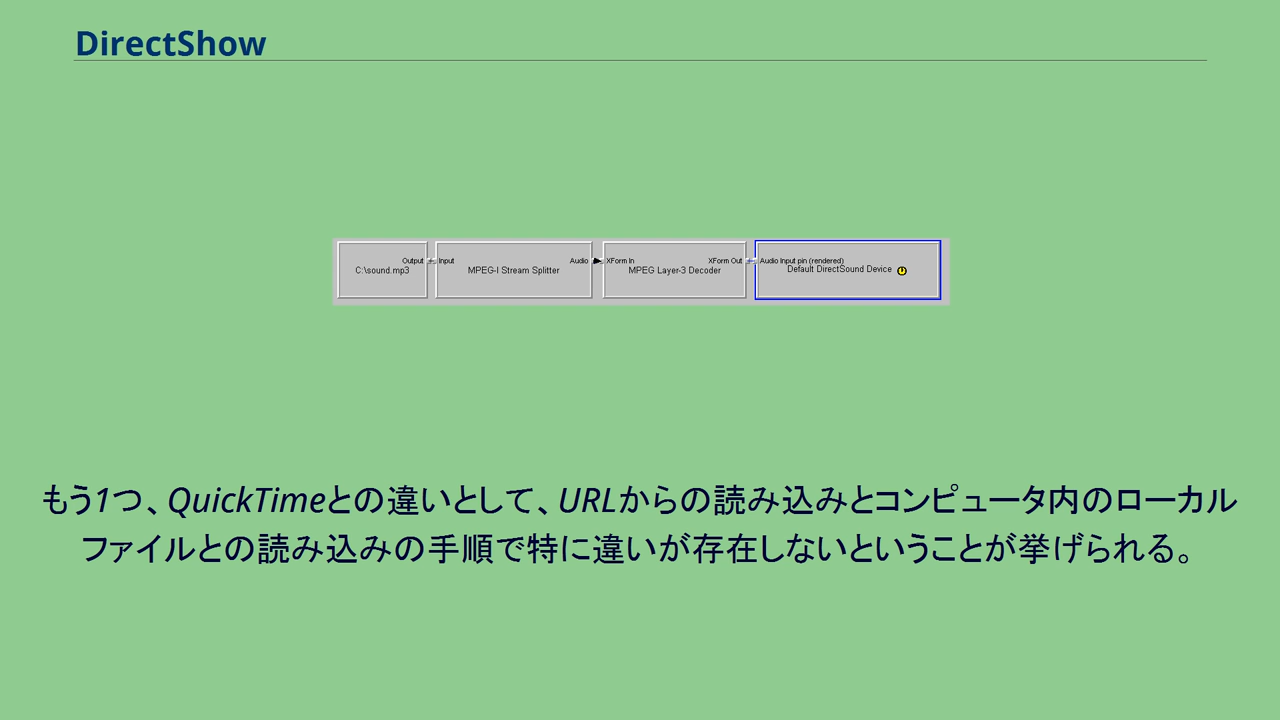 DirectShow
Output Input Audio XForm In XForm Out Audio Input pin (rendered)
C:\sound.mp3 MPEG-I Stream Splitter MPEG Layer-3 Decoder Default DirectSound Device
もう1つ、QuickTimeとの違いとして、URLからの読み込みとコンピュータ内のローカル
ファイルとの読み込みの手順で特に違いが存在しないということが挙げられる。